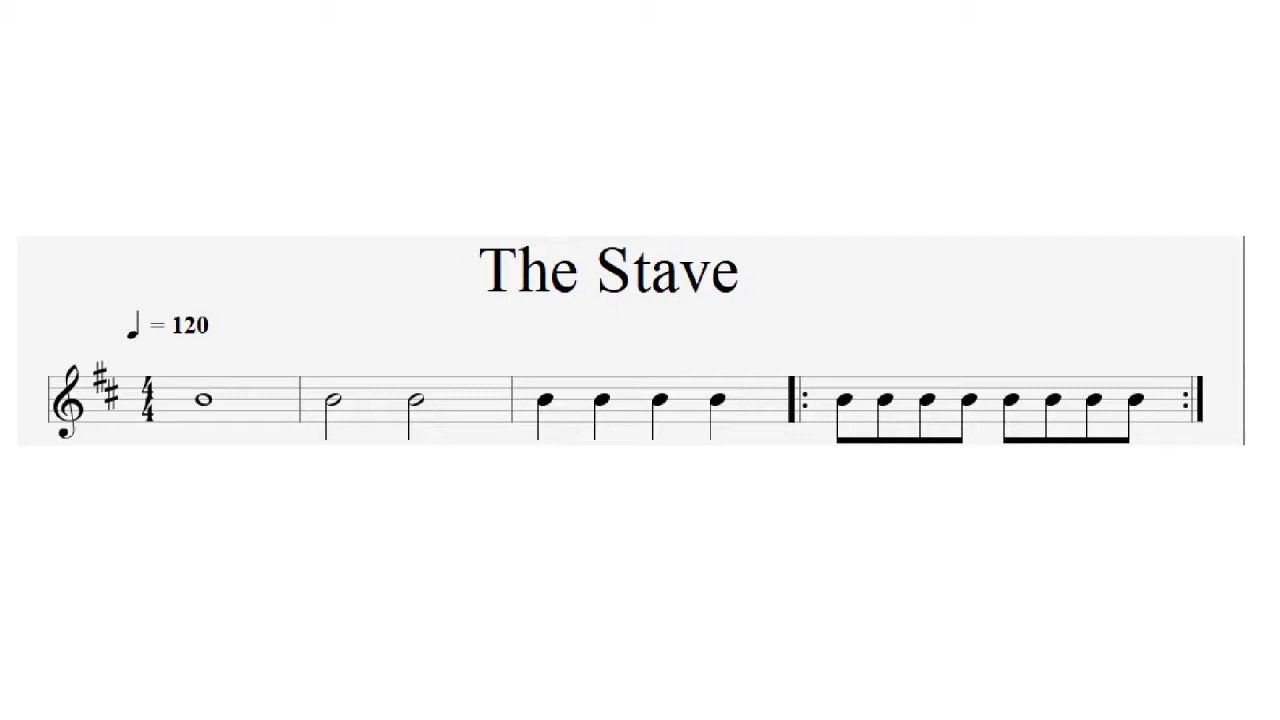 The Stave
♩ = 120
4
4